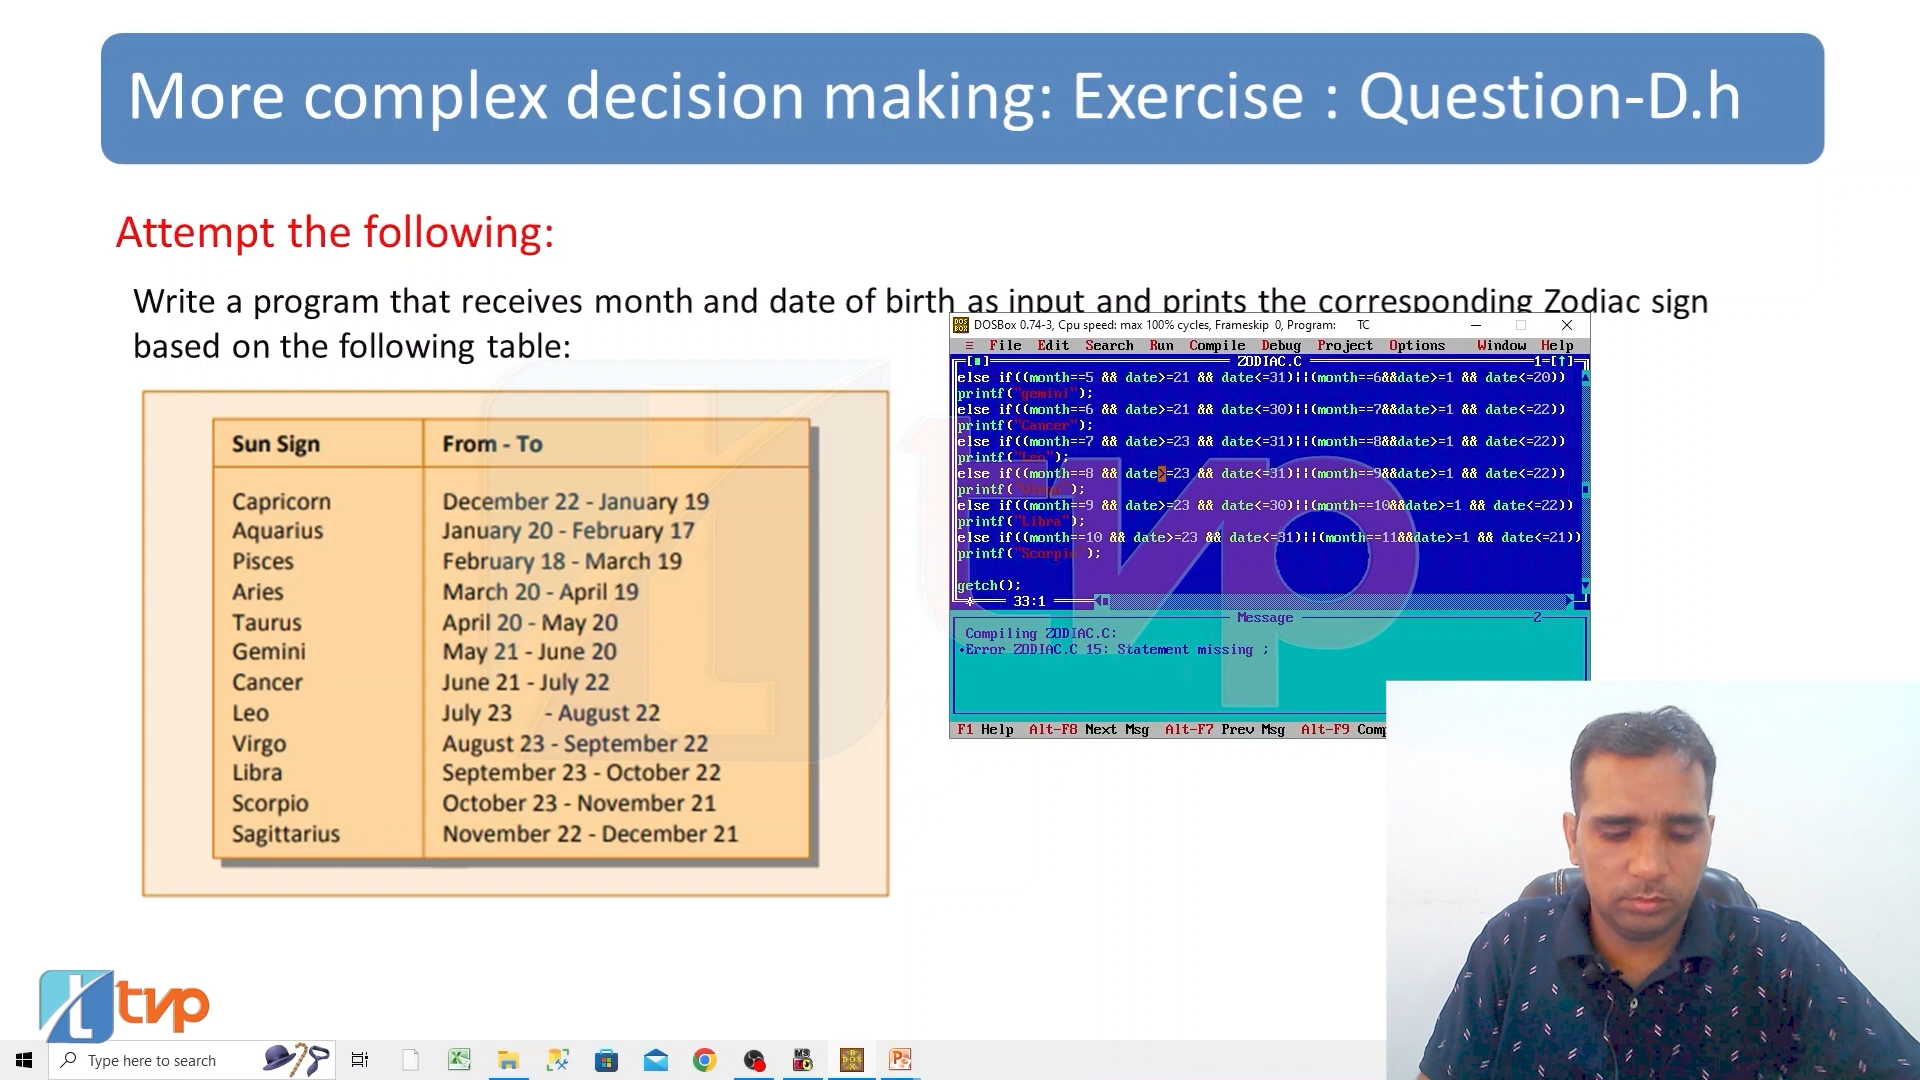 More complex decision making: Exercise : Question-D.h
Attempt the following:
Write a program that receives month and date of birth as input and prints the corresponding Zodiac sign
based on the following table:
Sun Sign From - To
Capricorn December 22 - January 19
Aquarius January 20 - February 17
Pisces February 18 - March 19
Aries March 20 - April 19
Taurus April 20 - May 20
Gemini May 21 - June 20
Cancer June 21 - July 22
Leo July 23 - August 22
Virgo August 23 - September 22
Libra September 23 - October 22
Scorpio October 23 - November 21
Sagittarius November 22 - December 21
DOSBox 0.74-3, Cpu speed: max 100% cycles, Frameskip 0, Program: TC
≡ File Edit Search Run Compile Debug Project Options Window Help
[■] ZODIAC.C 1=[↑]
else if((month==5 && date>=21 && date<=31)||(month==6&&date>=1 && date<=20))
printf("gemini");
else if((month==6 && date>=21 && date<=30)||(month==7&&date>=1 && date<=22))
printf("Cancer");
else if((month==7 && date>=23 && date<=31)||(month==8&&date>=1 && date<=22))
printf("Leo");
else if((month==8 && date>=23 && date<=31)||(month==9&&date>=1 && date<=22))
printf("");
else if((month==9 && date>=23 && date<=30)||(month==10&&date>=1 && date<=22))
printf("Libra");
else if((month==10 && date>=23 && date<=31)||(month==11&&date>=1 && date<=21))
printf("Scorpio");
getch();
* 33:1
Message 2
Compiling ZODIAC.C:
•Error ZODIAC.C 15: Statement missing ;
F1 Help Alt-F8 Next Msg Alt-F7 Prev Msg Alt-F9 Comp
tvp
tvp
Type here to search